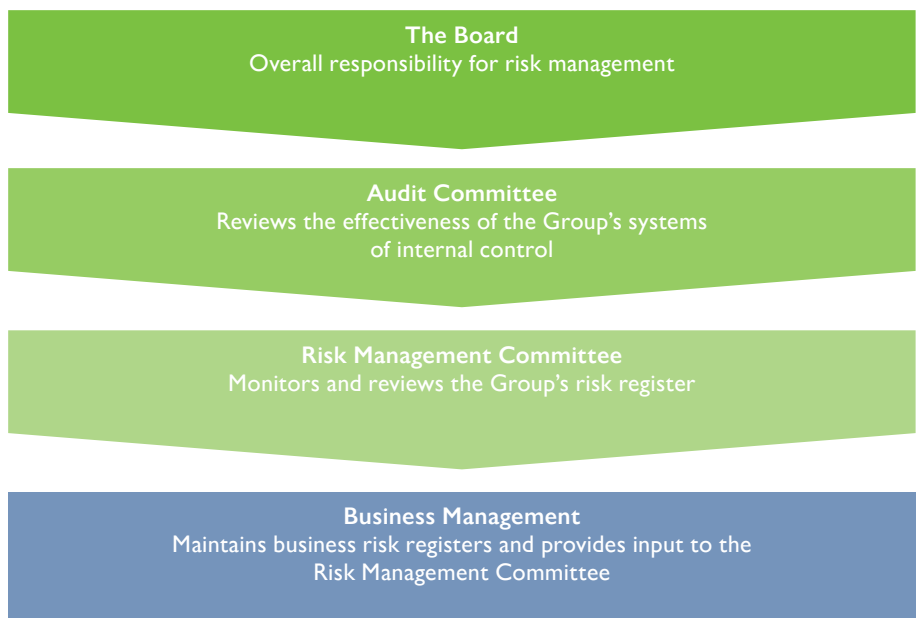 The Board
Overall responsibility for risk management
Audit Committee
Reviews the effectiveness of the Group’s systems
of internal control
Risk Management Committee
Monitors and reviews the Group’s risk register
Business Management
Maintains business risk registers and provides input to the
Risk Management Committee